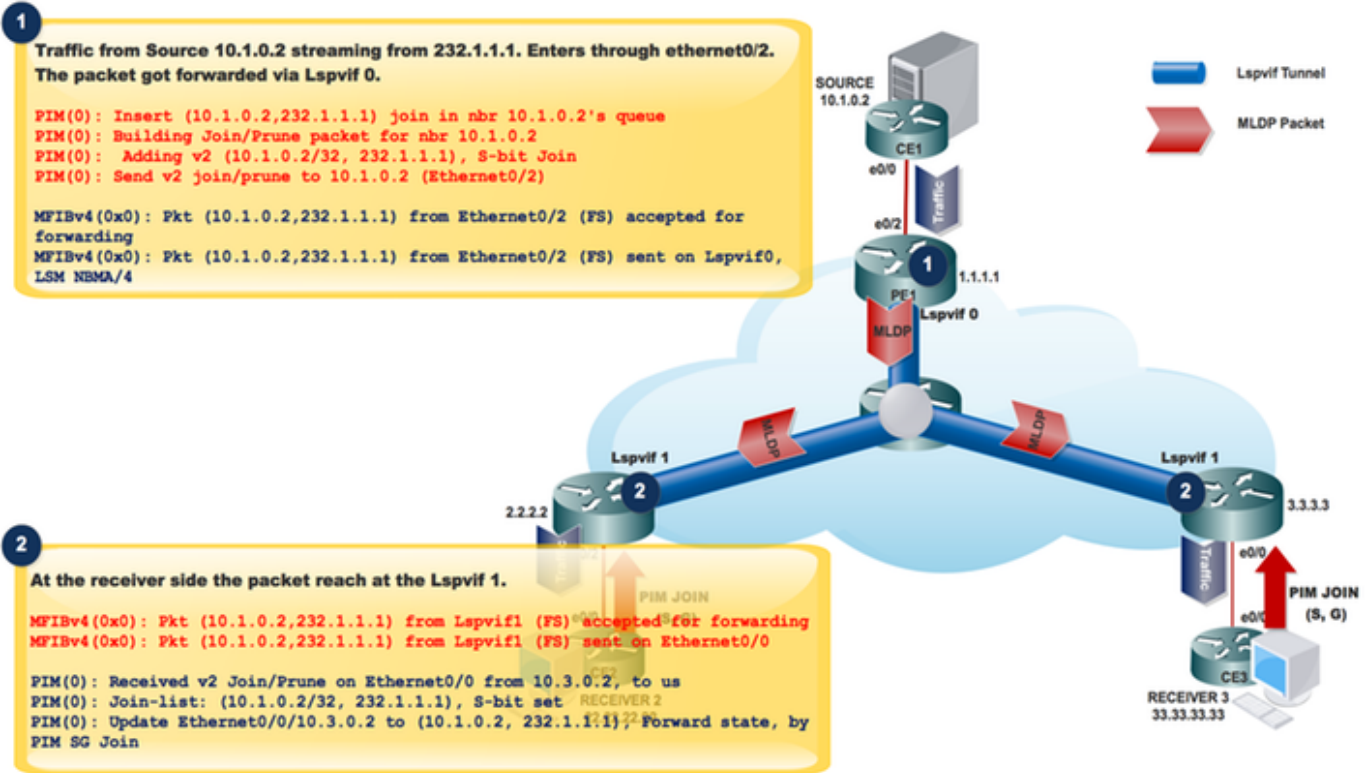 1
Traffic from Source 10.1.0.2 streaming from 232.1.1.1. Enters through ethernet0/2.
The packet got forwarded via Lspvif 0.
PIM(0): Insert (10.1.0.2,232.1.1.1) join in nbr 10.1.0.2's queue
PIM(0): Building Join/Prune packet for nbr 10.1.0.2
PIM(0):  Adding v2 (10.1.0.2/32, 232.1.1.1), S-bit Join
PIM(0): Send v2 join/prune to 10.1.0.2 (Ethernet0/2)
MFIBv4(0x0): Pkt (10.1.0.2,232.1.1.1) from Ethernet0/2 (FS) accepted for
forwarding
MFIBv4(0x0): Pkt (10.1.0.2,232.1.1.1) from Ethernet0/2 (FS) sent on Lspvif0,
LSM NBMA/4
SOURCE
10.1.0.2
CE1
e0/0
Traffic
e0/2
1
1.1.1.1
PE1
Lspvif 0
MLDP
Lspvif Tunnel
MLDP Packet
MLDP
MLDP
Lspvif 1
2
2.2.2.2
Lspvif 1
2
3.3.3.3
e0/0
Traffic
PIM JOIN
(S, G)
e0/0
CE3
RECEIVER 3
33.33.33.33
PIM JOIN
(S, G)
e0/0
CE2
RECEIVER 2
2
At the receiver side the packet reach at the Lspvif 1.
MFIBv4(0x0): Pkt (10.1.0.2,232.1.1.1) from Lspvif1 (FS) accepted for forwarding
MFIBv4(0x0): Pkt (10.1.0.2,232.1.1.1) from Lspvif1 (FS) sent on Ethernet0/0
PIM(0): Received v2 Join/Prune on Ethernet0/0 from 10.3.0.2, to us
PIM(0): Join-list: (10.1.0.2/32, 232.1.1.1), S-bit set
PIM(0): Update Ethernet0/0/10.3.0.2 to (10.1.0.2, 232.1.1.1), Forward state, by
PIM SG Join